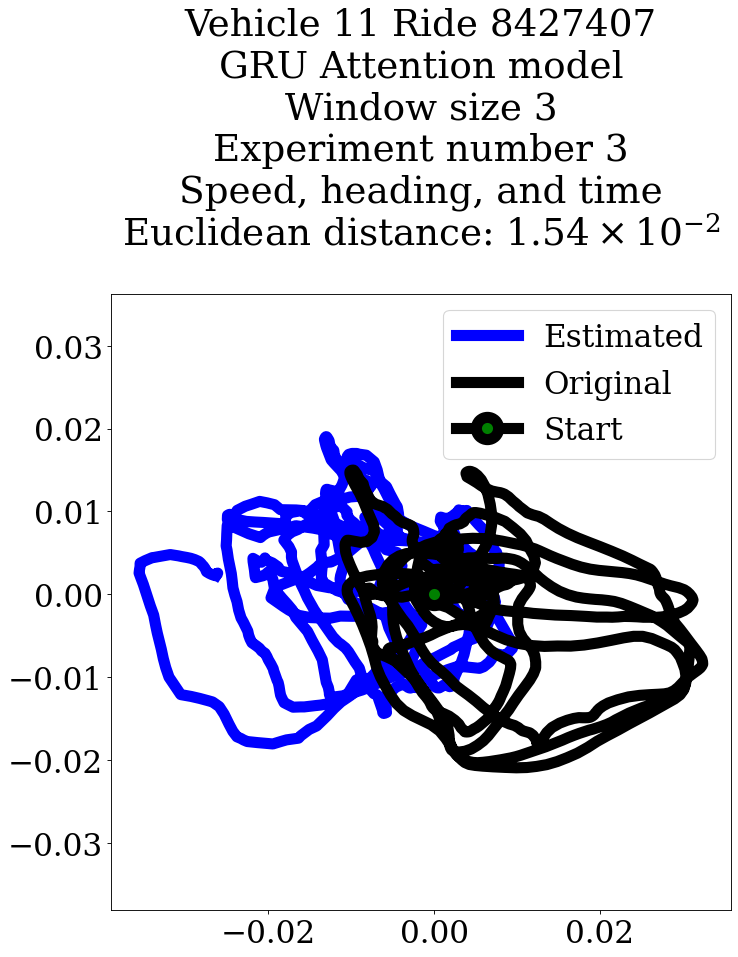 Vehicle 11 Ride 8427407
GRU Attention model
Window size 3
Experiment number 3
Speed, heading, and time
Euclidean distance: 1.54 × 10⁻²
Estimated
Original
Start
0.03
0.02
0.01
0.00
−0.01
−0.02
−0.03
−0.02
0.00
0.02